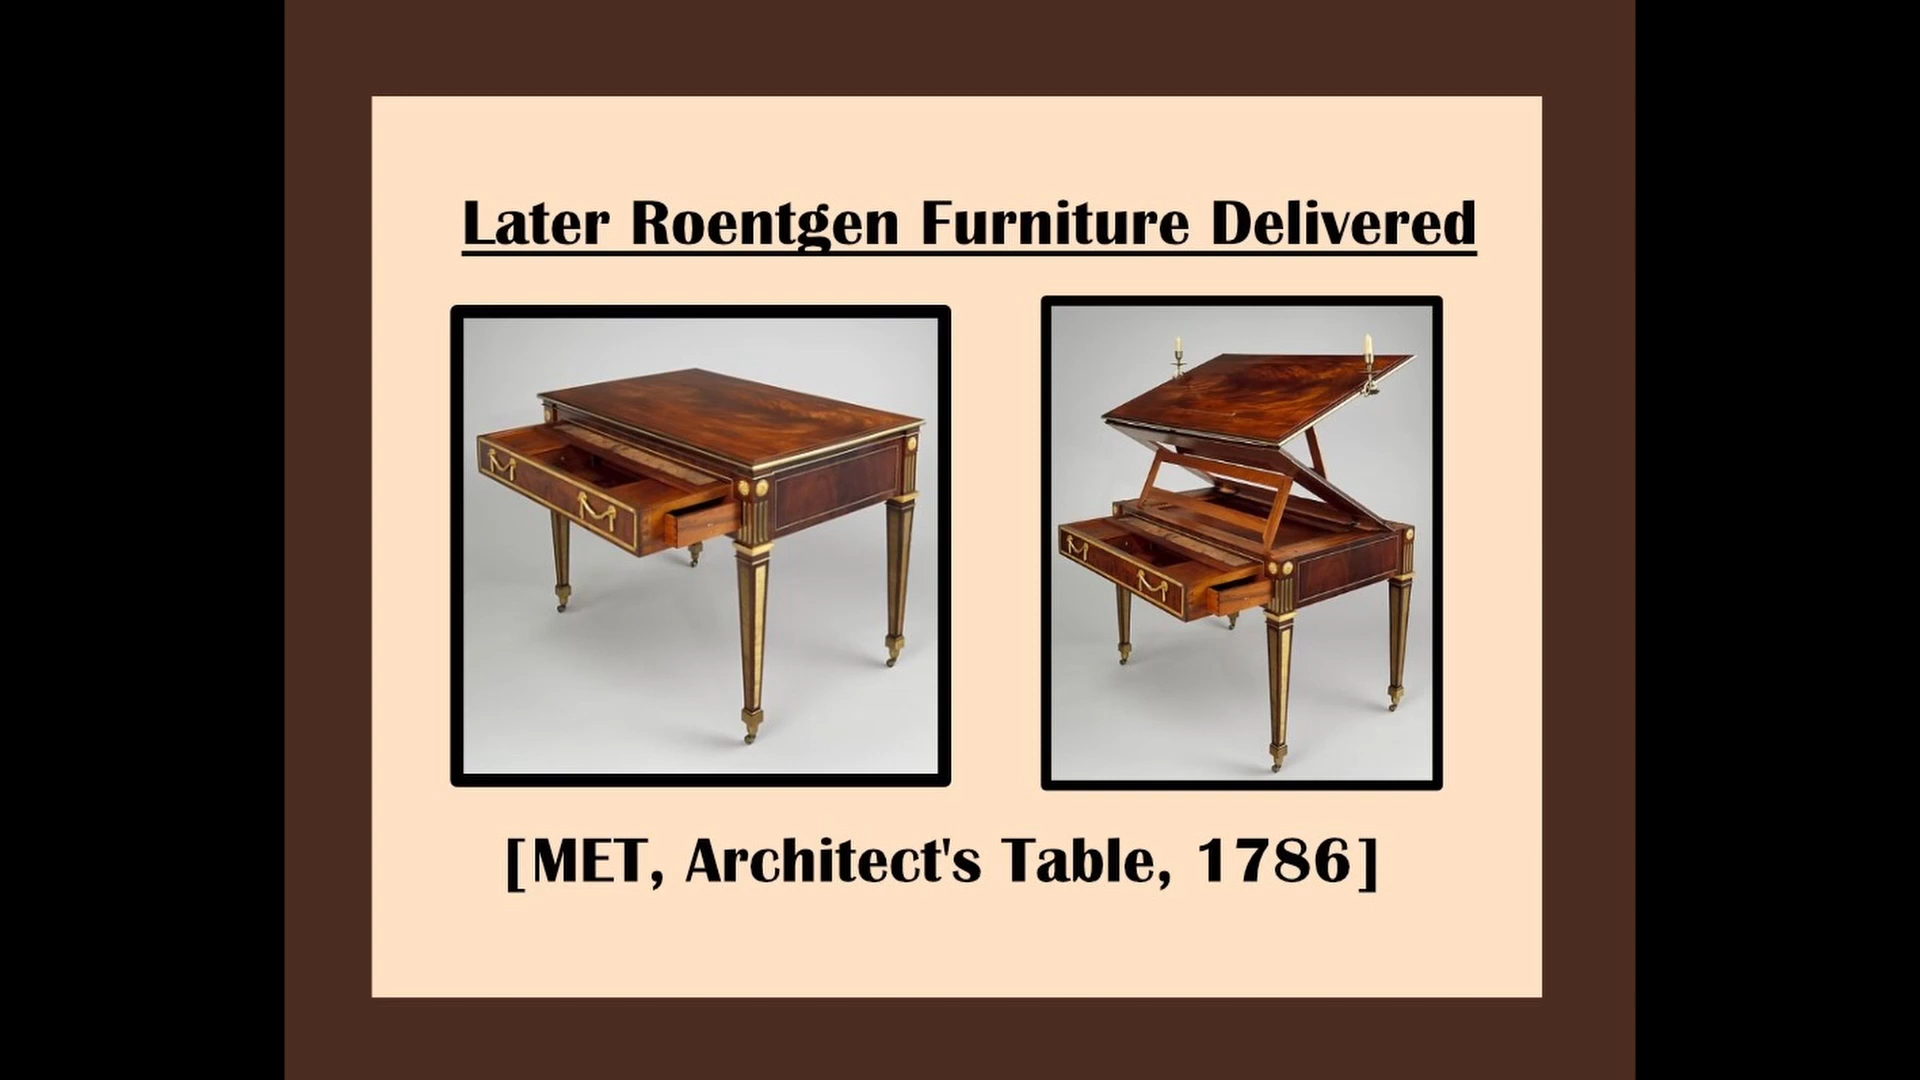 Later Roentgen Furniture Delivered
[MET, Architect's Table, 1786]